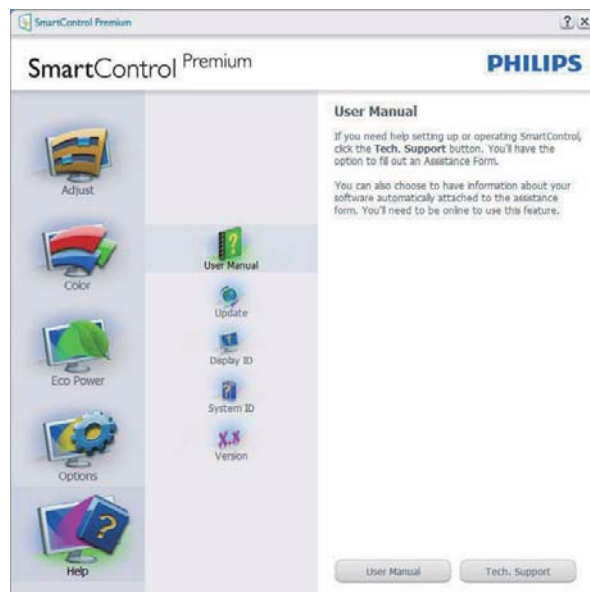 SmartControl Premium
SmartControl Premium
PHILIPS
Adjust
Color
Eco Power
Options
Help
User Manual
Update
Display ID
System ID
X.X
Version
User Manual
If you need help setting up or operating SmartControl,
click the Tech. Support button. You'll have the
option to fill out an Assistance Form.
You can also choose to have information about your
software automatically attached to the assistance
form. You'll need to be online to use this feature.
User Manual
Tech. Support